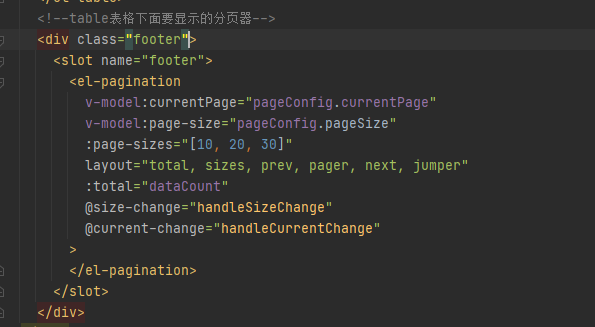 <!--table表格下面要显示的分页器-->
<div class="footer">
<slot name="footer">
<el-pagination
v-model:currentPage="pageConfig.currentPage"
v-model:page-size="pageConfig.pageSize"
:page-sizes="[10, 20, 30]"
layout="total, sizes, prev, pager, next, jumper"
:total="dataCount"
@size-change="handleSizeChange"
@current-change="handleCurrentChange"
>
</el-pagination>
</slot>
</div>